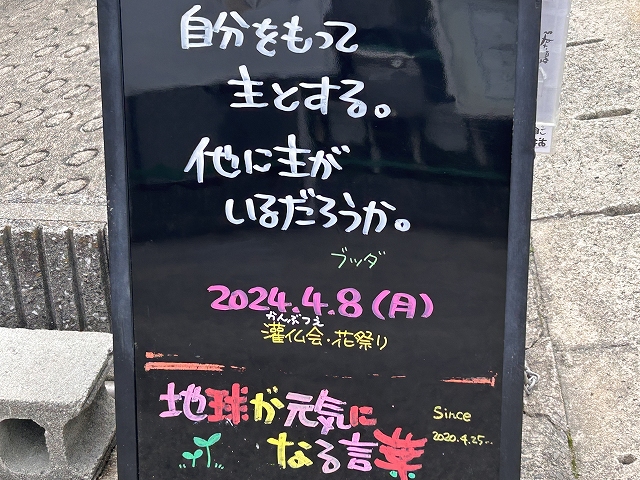 自分をもって
主とする。
他に主が
いるだろうか。
ブッダ
2024.4.8(月)
かんぶつえ
灌仏会・花祭り
地球が元気に
なる言葉
Since
2020.4.25~